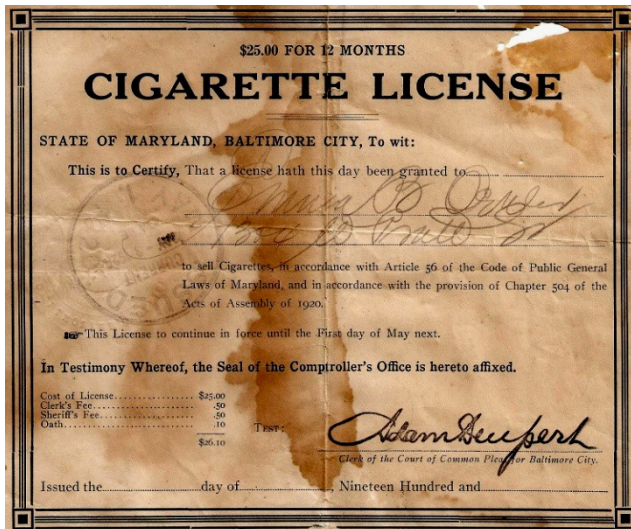 $25.00 FOR 12 MONTHS
CIGARETTE LICENSE
STATE OF MARYLAND, BALTIMORE CITY, To wit:
This is to Certify, That a license hath this day been granted to
B
to sell Cigarettes, in accordance with Article 56 of the Code of Public General
Laws of Maryland, and in accordance with the provision of Chapter 504 of the
Acts of Assembly of 1920.
This License to continue in force until the First day of May next.
In Testimony Whereof, the Seal of the Comptroller's Office is hereto affixed.
Cost of License.............. $25.00
Clerk's Fee.................... .50
Sheriff's Fee.................. .50
Oath............................ .10
$26.10
TEST:
Adam Deupert
Clerk of the Court of Common Pleas for Baltimore City.
Issued the....................day of...................., Nineteen Hundred and....................